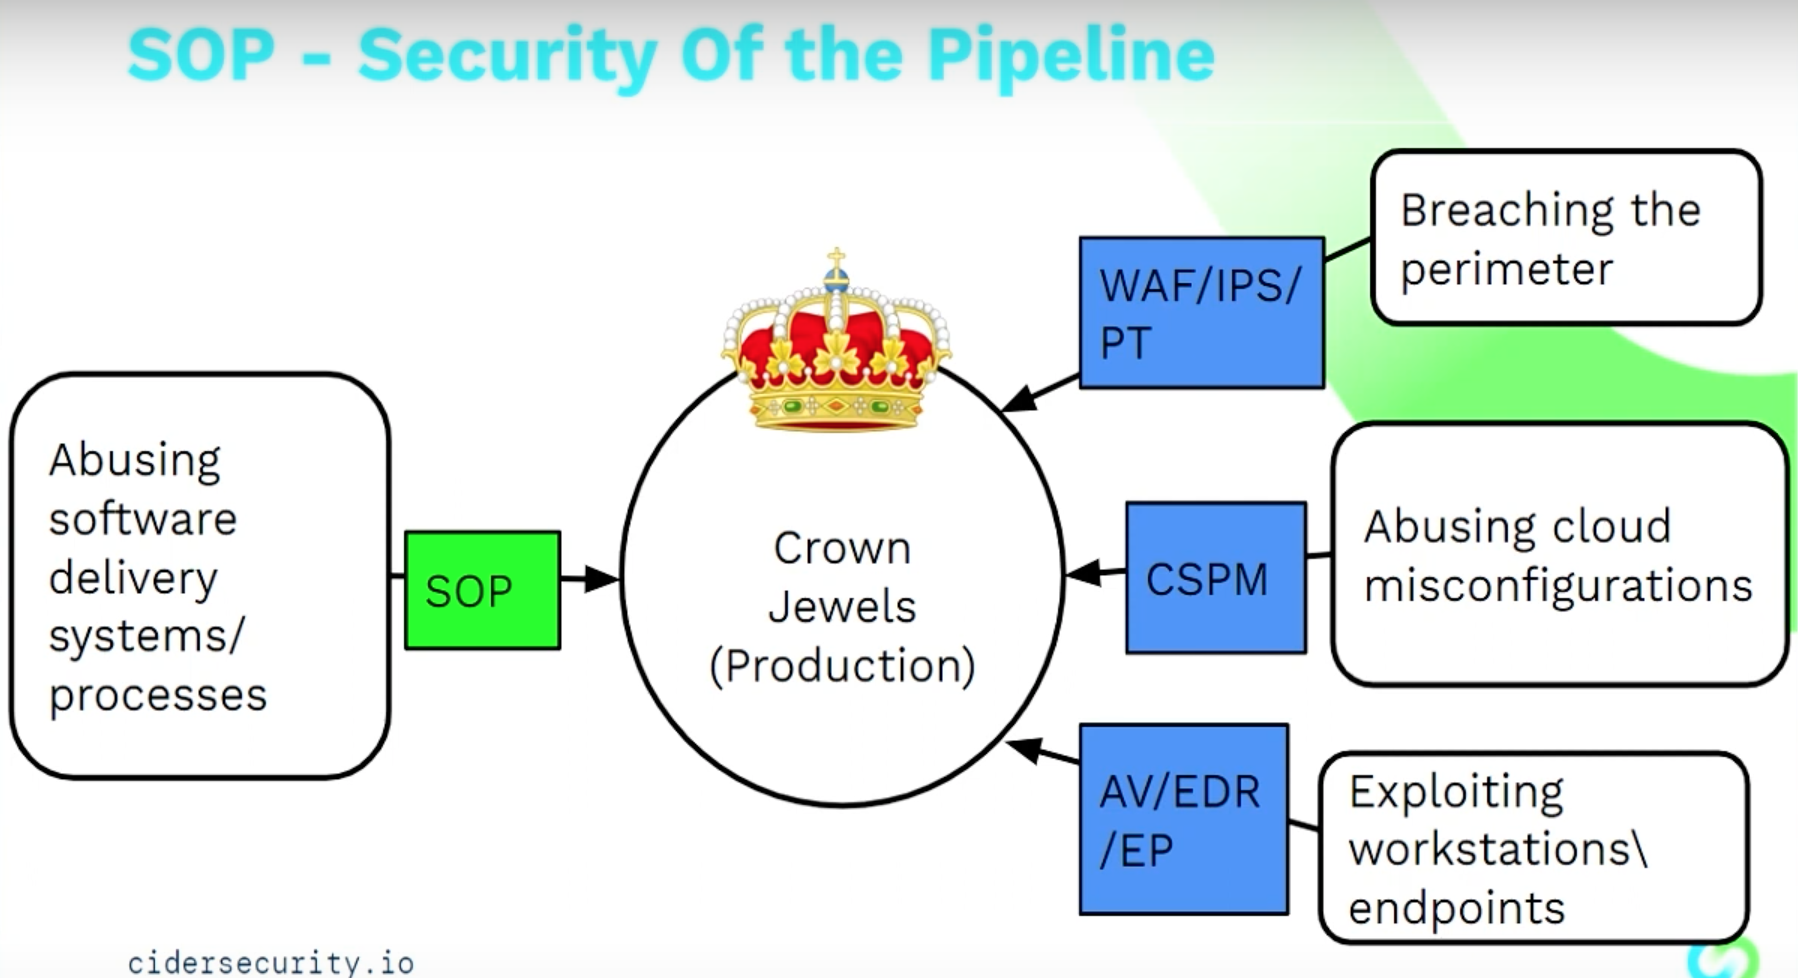 SOP - Security Of the Pipeline
Abusing
software
delivery
systems/
processes
SOP
Crown
Jewels
(Production)
WAF/IPS/
PT
Breaching the
perimeter
CSPM
Abusing cloud
misconfigurations
AV/EDR
/EP
Exploiting
workstations\
endpoints
cidersecurity.io